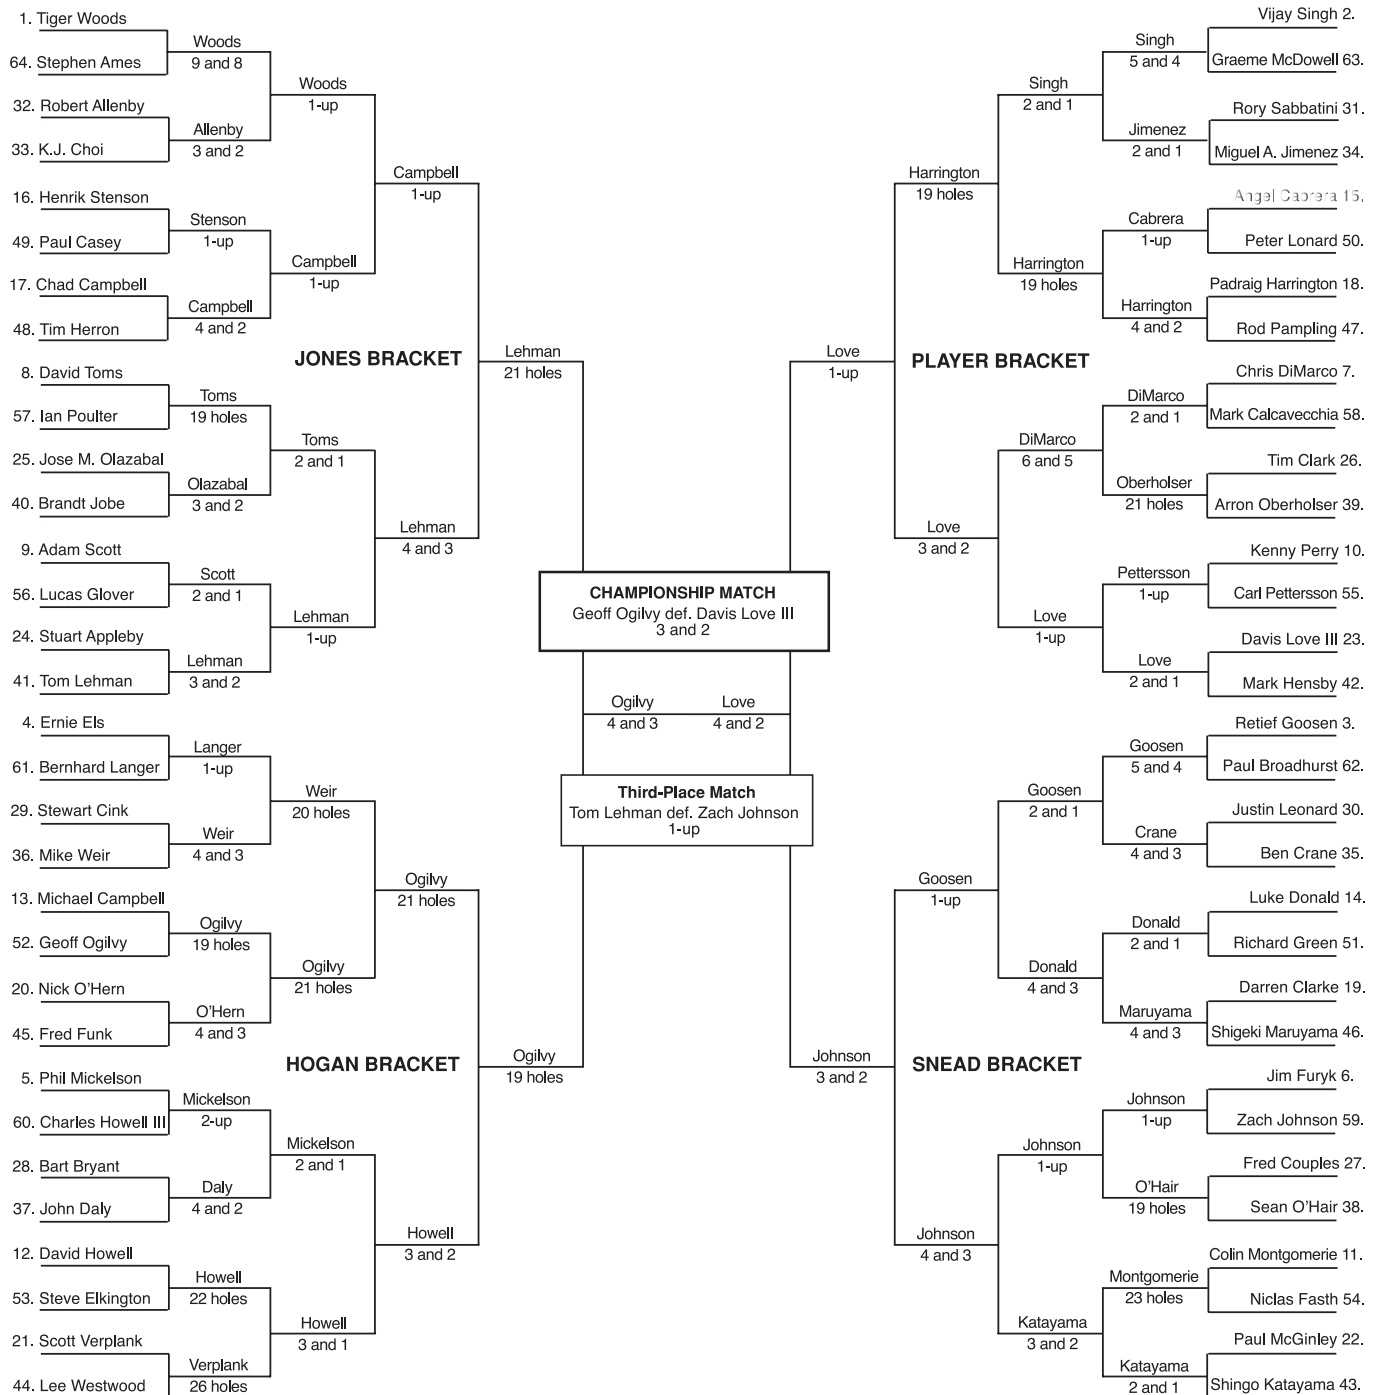 1. Tiger Woods
Woods
9 and 8
64. Stephen Ames
Woods
1-up
32. Robert Allenby
Allenby
3 and 2
33. K.J. Choi
Campbell
1-up
16. Henrik Stenson
Stenson
1-up
49. Paul Casey
Campbell
1-up
17. Chad Campbell
Campbell
4 and 2
48. Tim Herron
JONES BRACKET
Lehman
21 holes
8. David Toms
Toms
19 holes
57. Ian Poulter
Toms
2 and 1
25. Jose M. Olazabal
Olazabal
3 and 2
40. Brandt Jobe
Lehman
4 and 3
9. Adam Scott
Scott
2 and 1
56. Lucas Glover
Lehman
1-up
24. Stuart Appleby
Lehman
3 and 2
41. Tom Lehman
4. Ernie Els
Langer
1-up
61. Bernhard Langer
Weir
20 holes
29. Stewart Cink
Weir
4 and 3
36. Mike Weir
Ogilvy
21 holes
13. Michael Campbell
Ogilvy
19 holes
52. Geoff Ogilvy
Ogilvy
21 holes
20. Nick O'Hern
O'Hern
4 and 3
45. Fred Funk
HOGAN BRACKET
Ogilvy
19 holes
5. Phil Mickelson
Mickelson
2-up
60. Charles Howell III
Mickelson
2 and 1
28. Bart Bryant
Daly
4 and 2
37. John Daly
Howell
3 and 2
12. David Howell
Howell
22 holes
53. Steve Elkington
Howell
3 and 1
21. Scott Verplank
Verplank
26 holes
44. Lee Westwood
CHAMPIONSHIP MATCH
Geoff Ogilvy def. Davis Love III
3 and 2
Ogilvy
4 and 3
Love
4 and 2
Third-Place Match
Tom Lehman def. Zach Johnson
1-up
Vijay Singh 2.
Singh
5 and 4
Graeme McDowell 63.
Singh
2 and 1
Rory Sabbatini 31.
Jimenez
2 and 1
Miguel A. Jimenez 34.
Harrington
19 holes
Angel Cabrera 15.
Cabrera
1-up
Peter Lonard 50.
Harrington
19 holes
Padraig Harrington 18.
Harrington
4 and 2
Rod Pampling 47.
Love
1-up
PLAYER BRACKET
Chris DiMarco 7.
DiMarco
2 and 1
Mark Calcavecchia 58.
DiMarco
6 and 5
Tim Clark 26.
Oberholser
21 holes
Arron Oberholser 39.
Love
3 and 2
Kenny Perry 10.
Pettersson
1-up
Carl Pettersson 55.
Love
1-up
Davis Love III 23.
Love
2 and 1
Mark Hensby 42.
Retief Goosen 3.
Goosen
5 and 4
Paul Broadhurst 62.
Goosen
2 and 1
Justin Leonard 30.
Crane
4 and 3
Ben Crane 35.
Goosen
1-up
Luke Donald 14.
Donald
2 and 1
Richard Green 51.
Donald
4 and 3
Darren Clarke 19.
Maruyama
4 and 3
Shigeki Maruyama 46.
Johnson
3 and 2
SNEAD BRACKET
Jim Furyk 6.
Johnson
1-up
Zach Johnson 59.
Johnson
1-up
Fred Couples 27.
O'Hair
19 holes
Sean O'Hair 38.
Johnson
4 and 3
Colin Montgomerie 11.
Montgomerie
23 holes
Niclas Fasth 54.
Katayama
3 and 2
Paul McGinley 22.
Katayama
2 and 1
Shingo Katayama 43.